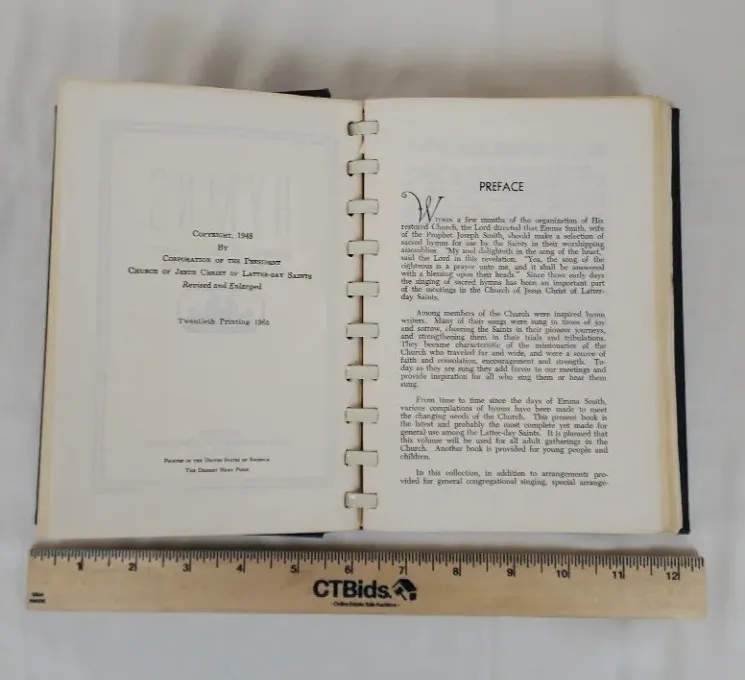 COPYRIGHT, 1948
BY
CORPORATION OF THE PRESIDENT
CHURCH OF JESUS CHRIST OF LATTER-DAY SAINTS
Revised and Enlarged
Twentieth Printing 1966
PRINTED IN THE UNITED STATES OF AMERICA
THE DESERET NEWS PRESS
PREFACE
WITHIN a few months of the organization of His
restored Church, the Lord directed that Emma Smith, wife
of the Prophet Joseph Smith, should make a selection of
sacred hymns for use by the Saints in their worshipping
assemblies. "My soul delighteth in the song of the heart,"
said the Lord in this revelation. "Yea, the song of the
righteous is a prayer unto me, and it shall be answered
with a blessing upon their heads." Since those early days
the singing of sacred hymns has been an important part
of the meetings in the Church of Jesus Christ of Latter-
day Saints.
Among members of the Church were inspired hymn
writers. Many of their songs were sung in times of joy
and sorrow, cheering the Saints in their pioneer journeys,
and strengthening them in their trials and tribulations.
They became characteristic of the missionaries of the
Church who traveled far and wide, and were a source of
faith and consolation, encouragement and strength. To-
day as they are sung they add favor to our meetings and
provide inspiration for all who sing them or hear them
sung.
From time to time since the days of Emma Smith,
various compilations of hymns have been made to meet
the changing needs of the Church. This present book is
the latest and probably the most complete yet made for
general use among the Latter-day Saints. It is planned that
this volume will be used for all adult gatherings in the
Church. Another book is provided for young people and
children.
In this collection, in addition to arrangements pro-
vided for general congregational singing, special arrange-
1 2 3 4 5 6 7 8 9 10 11 12
CTBids
- Online Estate Sale Auctions -